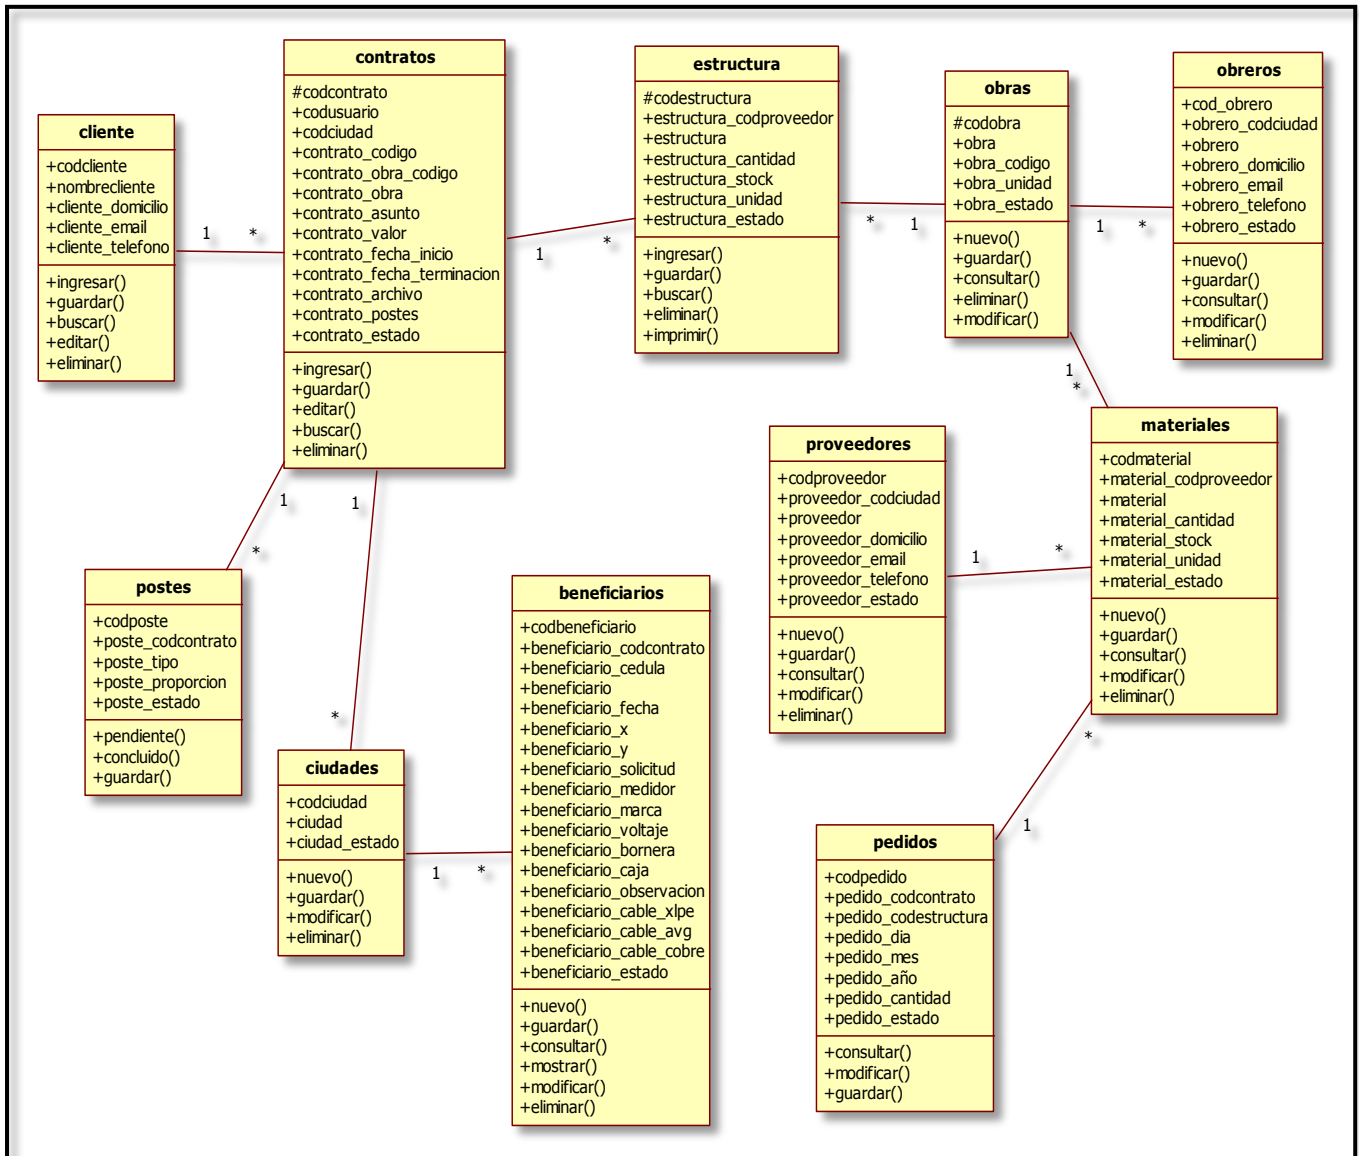 cliente
+codcliente
+nombrecliente
+cliente_domicilio
+cliente_email
+cliente_telefono
+ingresar()
+guardar()
+buscar()
+editar()
+eliminar()
1
*
contratos
#codcontrato
+codusuario
+codciudad
+contrato_codigo
+contrato_obra_codigo
+contrato_obra
+contrato_asunto
+contrato_valor
+contrato_fecha_inicio
+contrato_fecha_terminacion
+contrato_archivo
+contrato_postes
+contrato_estado
+ingresar()
+guardar()
+editar()
+buscar()
+eliminar()
1
*
estructura
#codestructura
+estructura_codproveedor
+estructura
+estructura_cantidad
+estructura_stock
+estructura_unidad
+estructura_estado
+ingresar()
+guardar()
+buscar()
+eliminar()
+imprimir()
*
1
obras
#codobra
+obra
+obra_codigo
+obra_unidad
+obra_estado
+nuevo()
+guardar()
+consultar()
+eliminar()
+modificar()
1
*
obreros
+cod_obrero
+obrero_codciudad
+obrero
+obrero_domicilio
+obrero_email
+obrero_telefono
+obrero_estado
+nuevo()
+guardar()
+consultar()
+modificar()
+eliminar()
1
*
1
*
1
*
postes
+codposte
+poste_codcontrato
+poste_tipo
+poste_proporcion
+poste_estado
+pendiente()
+concluido()
+guardar()
ciudades
+codciudad
+ciudad
+ciudad_estado
+nuevo()
+guardar()
+modificar()
+eliminar()
1
*
beneficiarios
+codbeneficiario
+beneficiario_codcontrato
+beneficiario_cedula
+beneficiario
+beneficiario_fecha
+beneficiario_x
+beneficiario_y
+beneficiario_solicitud
+beneficiario_medidor
+beneficiario_marca
+beneficiario_voltaje
+beneficiario_bornera
+beneficiario_caja
+beneficiario_observacion
+beneficiario_cable_xlpe
+beneficiario_cable_avg
+beneficiario_cable_cobre
+beneficiario_estado
+nuevo()
+guardar()
+consultar()
+mostrar()
+modificar()
+eliminar()
proveedores
+codproveedor
+proveedor_codciudad
+proveedor
+proveedor_domicilio
+proveedor_email
+proveedor_telefono
+proveedor_estado
+nuevo()
+guardar()
+consultar()
+modificar()
+eliminar()
1
*
materiales
+codmaterial
+material_codproveedor
+material
+material_cantidad
+material_stock
+material_unidad
+material_estado
+nuevo()
+guardar()
+consultar()
+modificar()
+eliminar()
*
1
pedidos
+codpedido
+pedido_codcontrato
+pedido_codestructura
+pedido_dia
+pedido_mes
+pedido_año
+pedido_cantidad
+pedido_estado
+consultar()
+modificar()
+guardar()